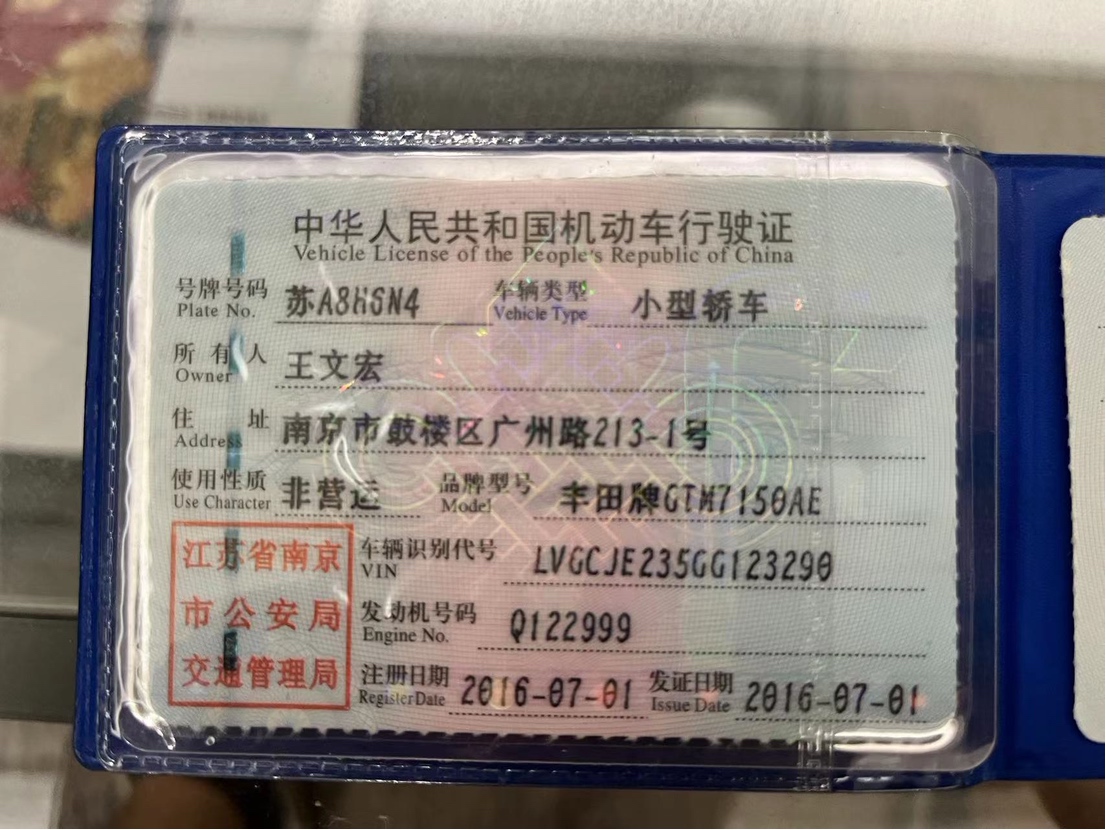 中华人民共和国机动车行驶证
Vehicle License of the People's Republic of China
号牌号码 苏A8H6N4 车辆类型 小型轿车
Plate No. Vehicle Type
所有人 王文宏
Owner
住址 南京市鼓楼区广州路213-1号
Address
使用性质 非营运 品牌型号 丰田牌GTM7150AE
Use Character Model
江苏省南京
市公安局
交通管理局
车辆识别代号 LVGCJE235GG123290
VIN
发动机号码 Q122999
Engine No.
注册日期 2016-07-01 发证日期 2016-07-01
Register Date Issue Date